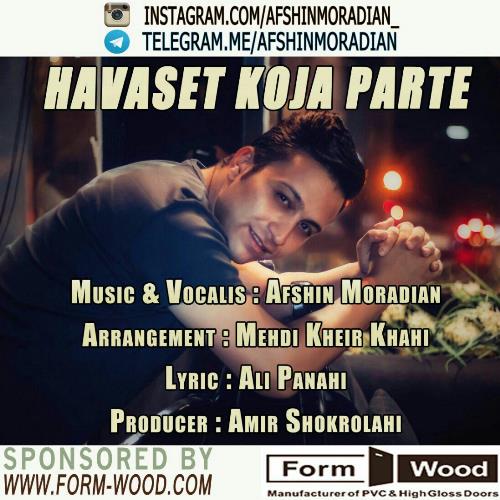 INSTAGRAM.COM/AFSHINMORADIAN_
TELEGRAM.ME/AFSHINMORADIAN
HAVASET KOJA PARTE
MUSIC & VOCALIS : AFSHIN MORADIAN
ARRANGEMENT : MEHDI KHEIR KHAHI
LYRIC : ALI PANAHI
PRODUCER : AMIR SHOKROLAHI
SPONSORED BY
WWW.FORM-WOOD.COM
Form Wood
Manufacturer of PVC & High Gloss Doors